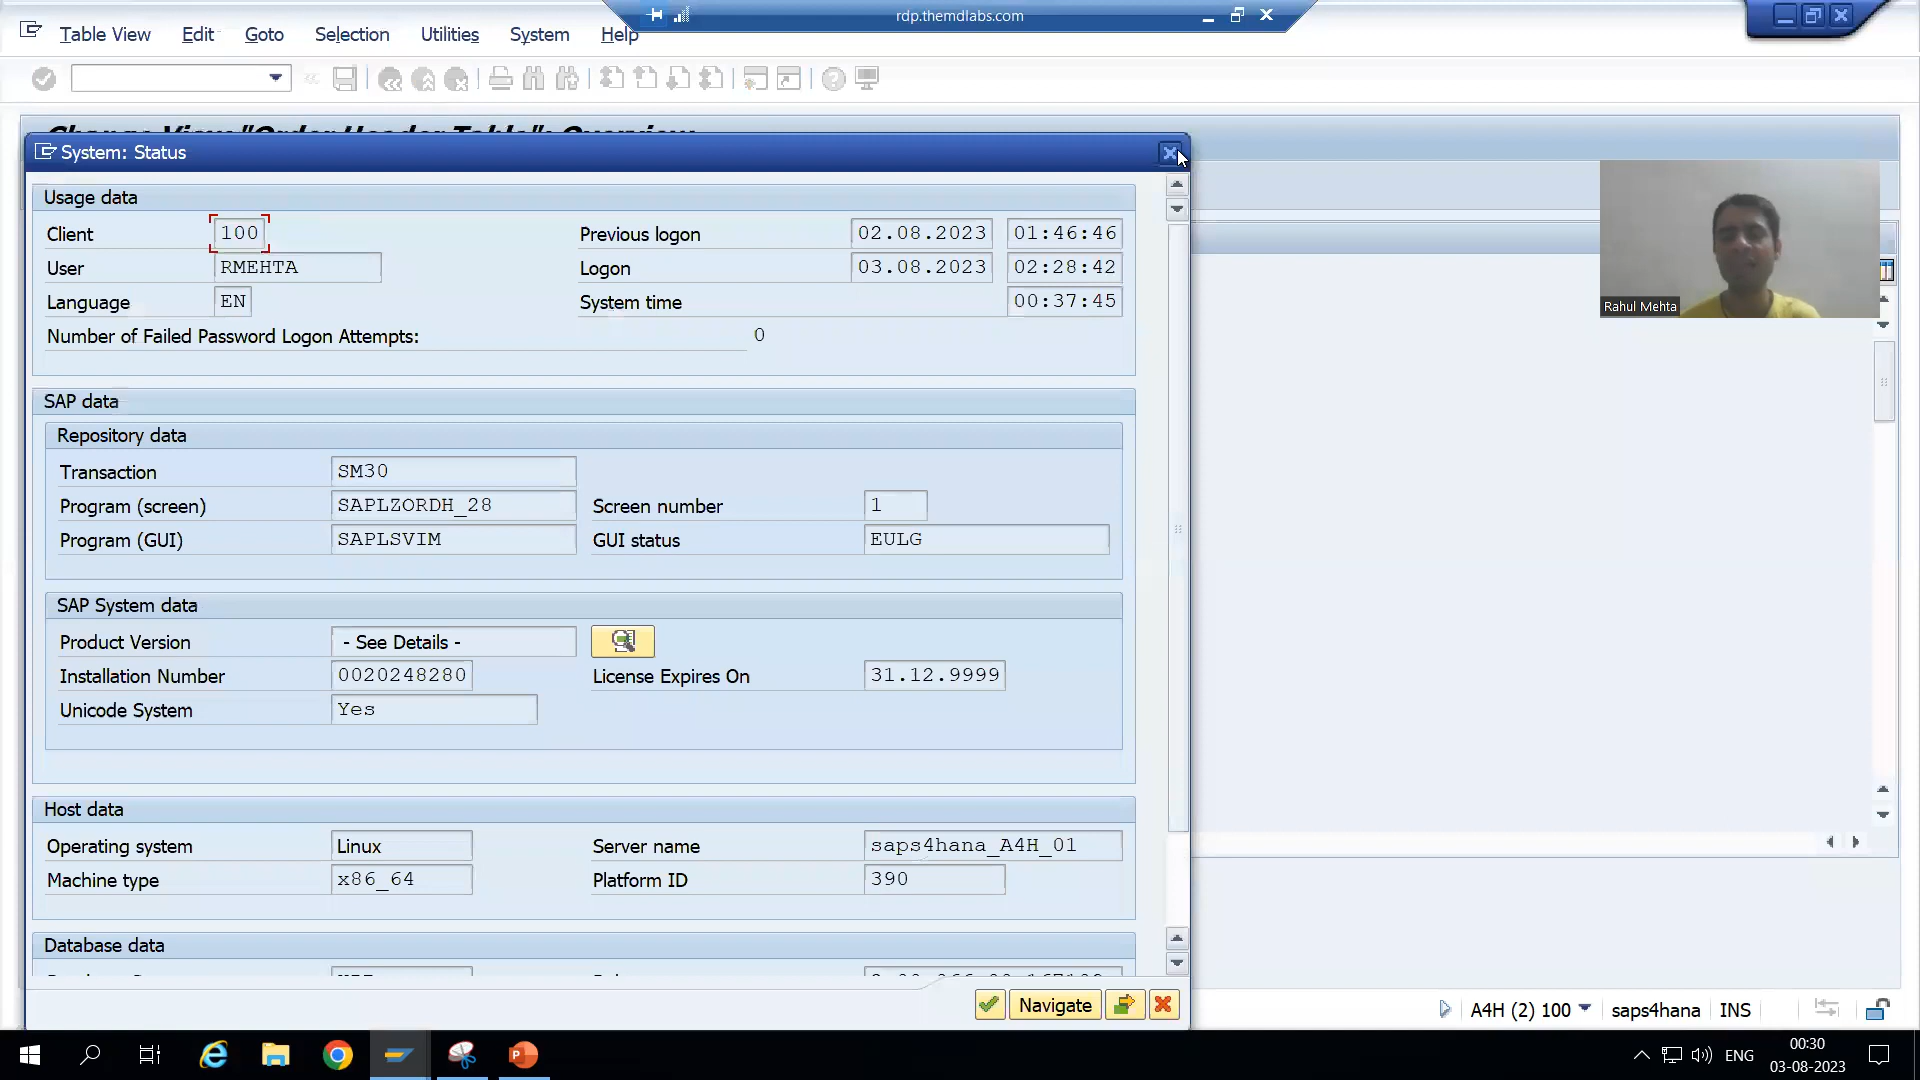 rdp.themdlabs.com
Table View Edit Goto Selection Utilities System Help
Change View "Order Header Table": Overview
System: Status
Usage data
Client 100 Previous logon 02.08.2023 01:46:46
User RMEHTA Logon 03.08.2023 02:28:42
Language EN System time 00:37:45
Number of Failed Password Logon Attempts: 0
SAP data
Repository data
Transaction SM30
Program (screen) SAPLZORDH_28 Screen number 1
Program (GUI) SAPLSVIM GUI status EULG
SAP System data
Product Version - See Details -
Installation Number 0020248280 License Expires On 31.12.9999
Unicode System Yes
Host data
Operating system Linux Server name saps4hana_A4H_01
Machine type x86_64 Platform ID 390
Database data
Navigate
Rahul Mehta
A4H (2) 100 saps4hana INS
ENG
00:30
03-08-2023